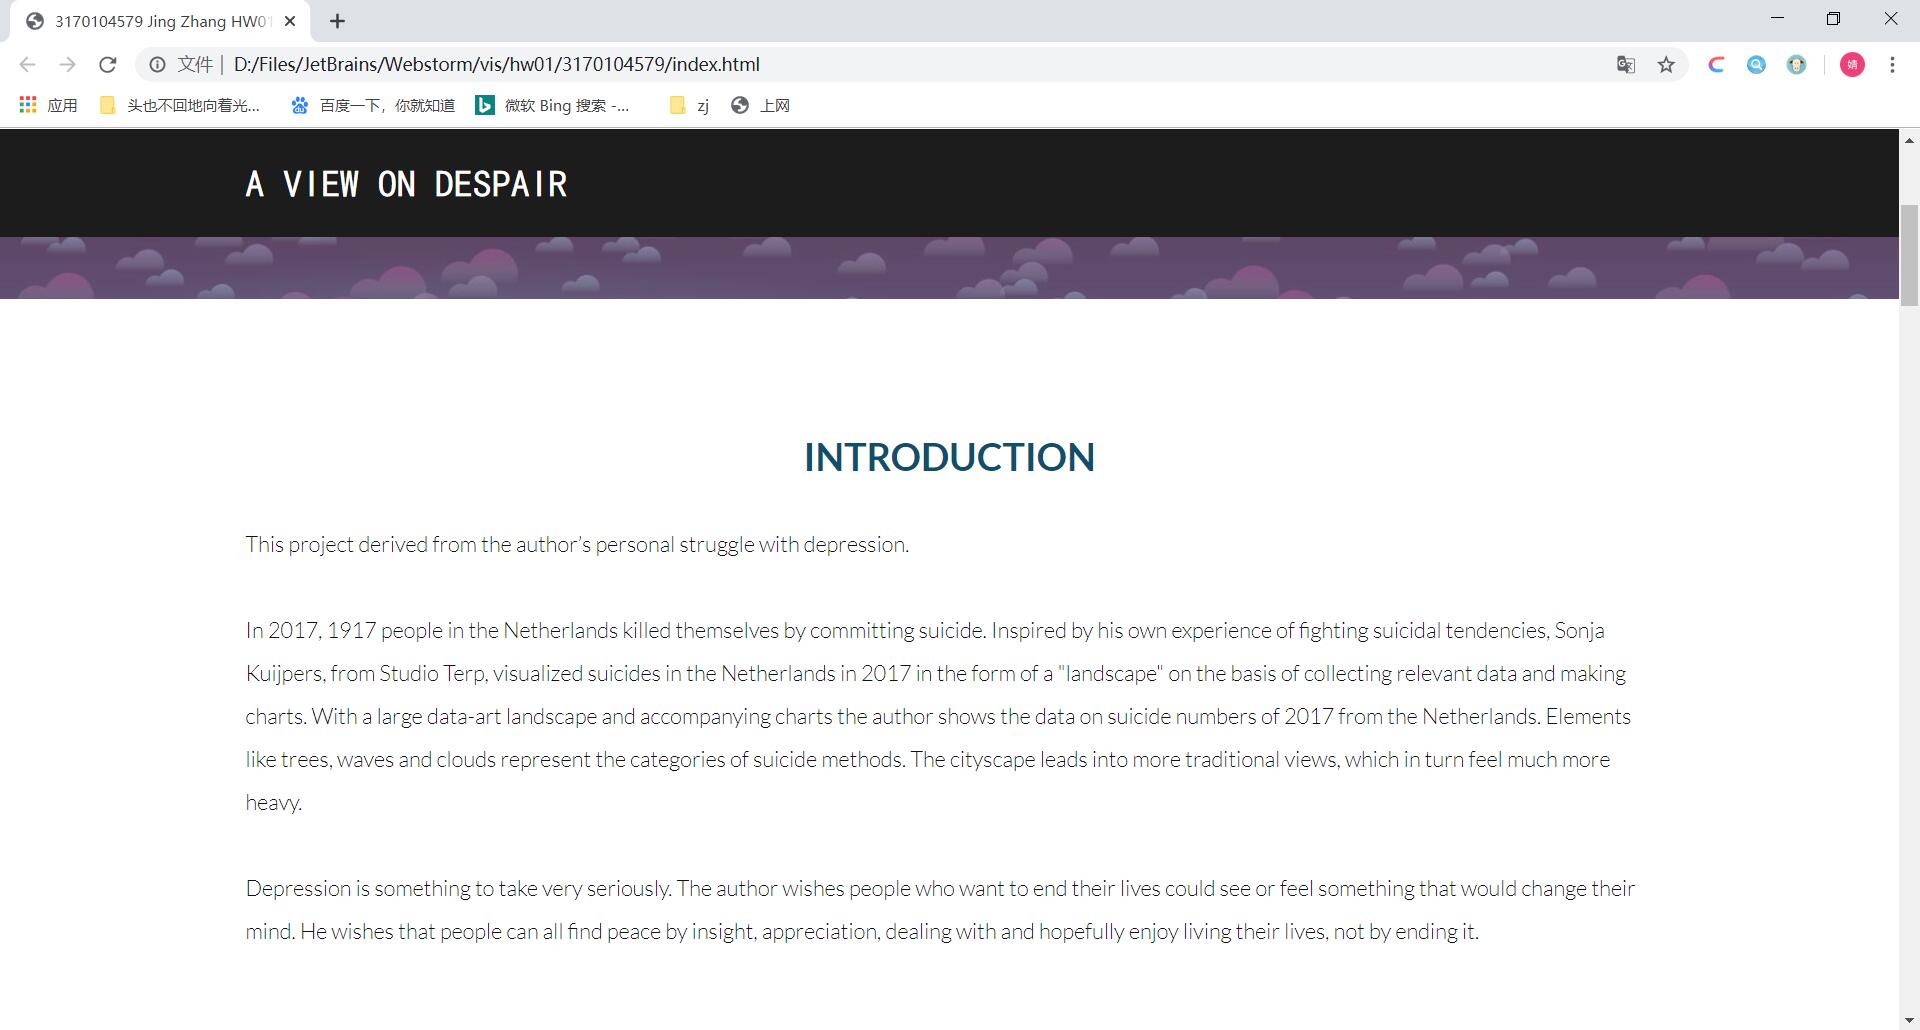 3170104579 Jing Zhang HW01
文件 | D:/Files/JetBrains/Webstorm/vis/hw01/3170104579/index.html
婧
应用 头也不回地向着光... 百度一下，你就知道 微软 Bing 搜索 -... zj 上网
A VIEW ON DESPAIR
INTRODUCTION
This project derived from the author’s personal struggle with depression.
In 2017, 1917 people in the Netherlands killed themselves by committing suicide. Inspired by his own experience of fighting suicidal tendencies, Sonja
Kuijpers, from Studio Terp, visualized suicides in the Netherlands in 2017 in the form of a "landscape" on the basis of collecting relevant data and making
charts. With a large data-art landscape and accompanying charts the author shows the data on suicide numbers of 2017 from the Netherlands. Elements
like trees, waves and clouds represent the categories of suicide methods. The cityscape leads into more traditional views, which in turn feel much more
heavy.
Depression is something to take very seriously. The author wishes people who want to end their lives could see or feel something that would change their
mind. He wishes that people can all find peace by insight, appreciation, dealing with and hopefully enjoy living their lives, not by ending it.